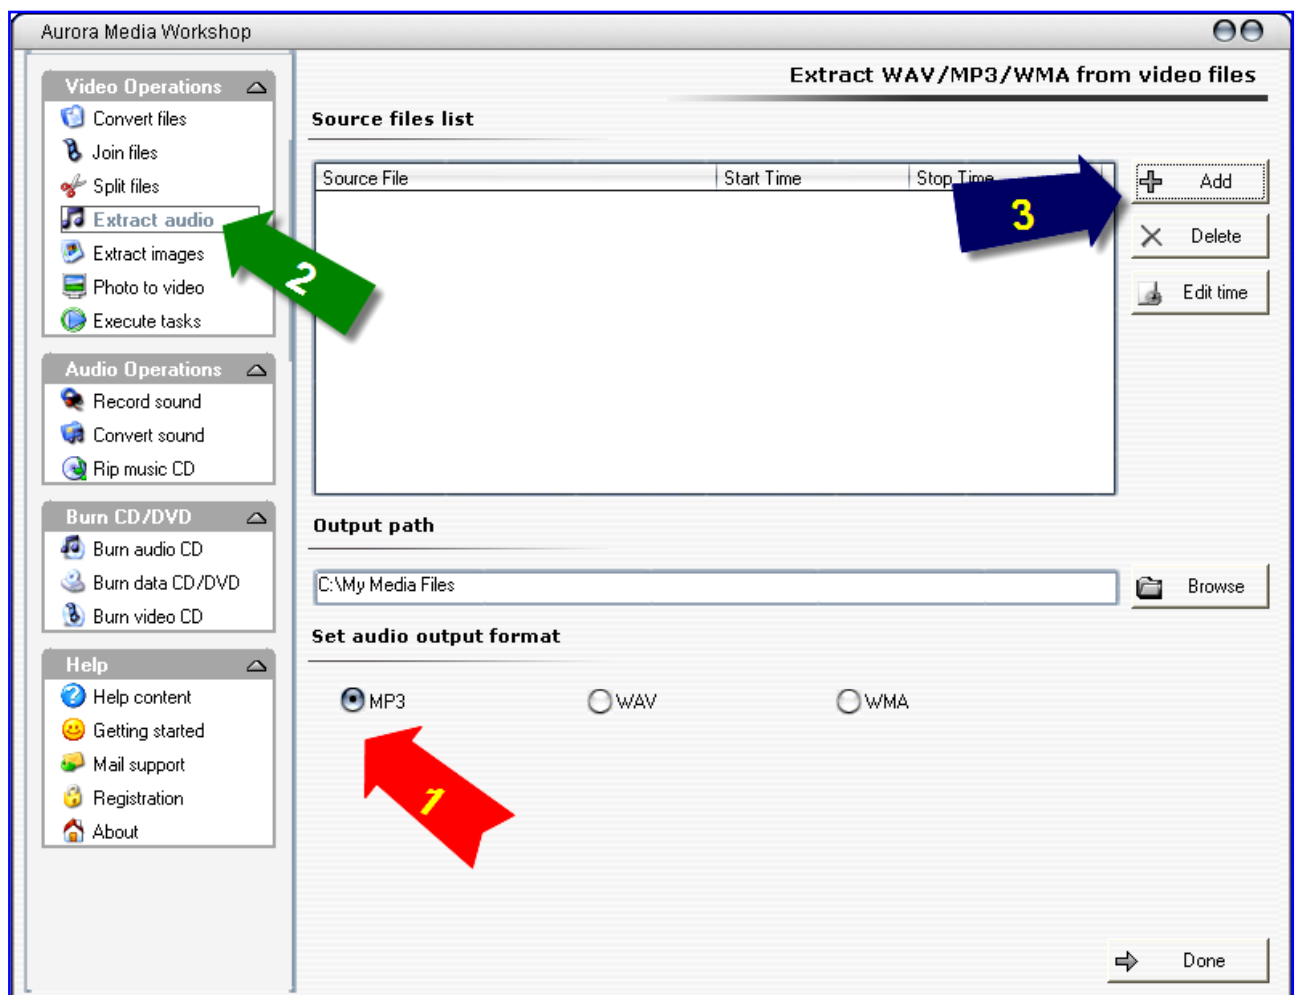 Aurora Media Workshop
Extract WAV/MP3/WMA from video files
Video Operations
Convert files
Join files
Split files
Extract audio
Extract images
Photo to video
Execute tasks
Audio Operations
Record sound
Convert sound
Rip music CD
Burn CD/DVD
Burn audio CD
Burn data CD/DVD
Burn video CD
Help
Help content
Getting started
Mail support
Registration
About
2
Source files list
Source File Start Time Stop Time
3
Add
Delete
Edit time
Output path
C:\My Media Files
Browse
Set audio output format
MP3 WAV WMA
1
Done